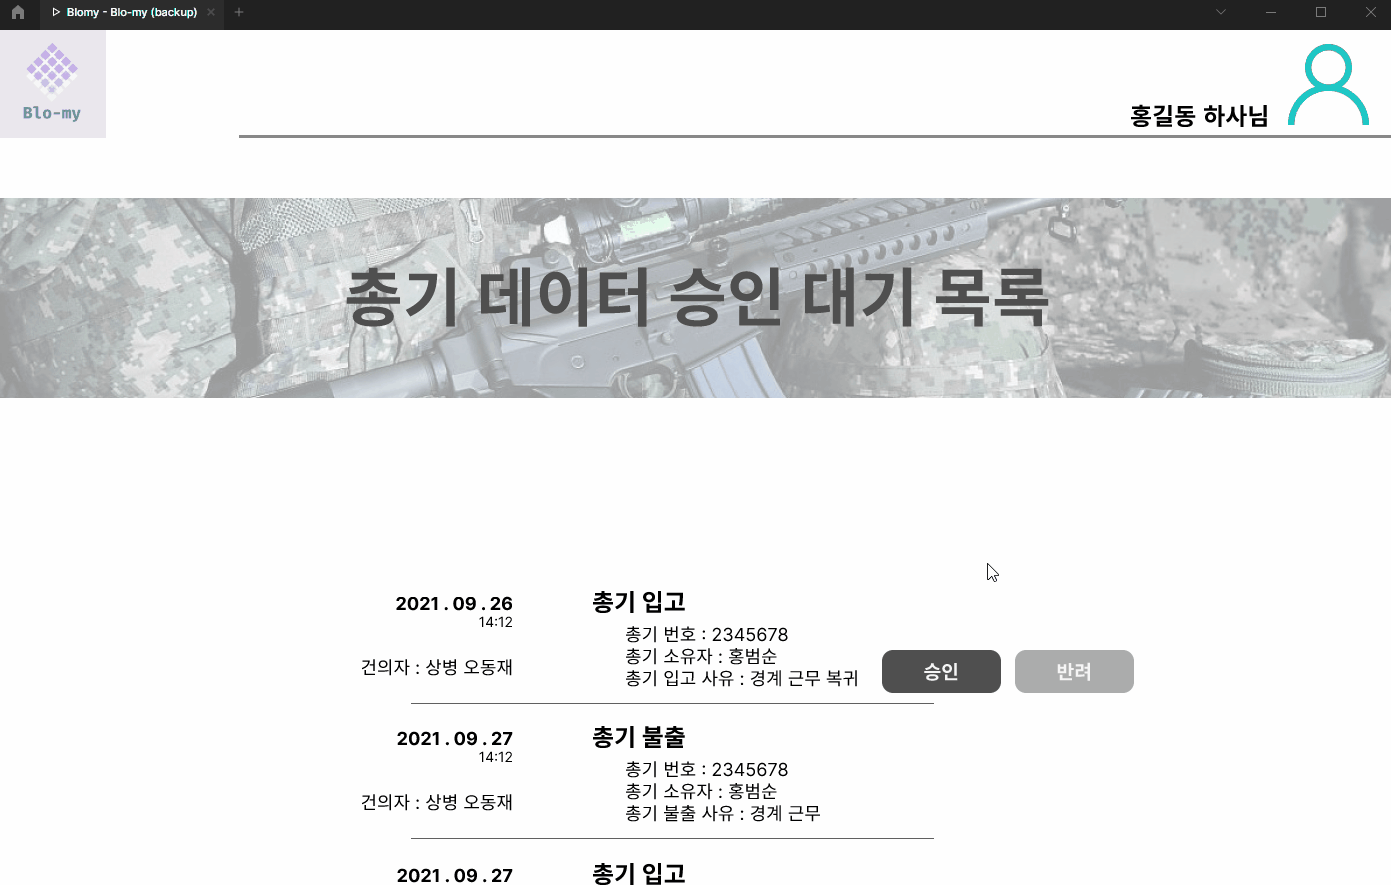 Blomy - Blo-my (backup)
Blo-my
홍길동 하사님
총기 데이터 승인 대기 목록
2021 . 09 . 26
14:12
건의자 : 상병 오동재
총기 입고
총기 번호 : 2345678
총기 소유자 : 홍범순
총기 입고 사유 : 경계 근무 복귀
승인
반려
2021 . 09 . 27
14:12
건의자 : 상병 오동재
총기 불출
총기 번호 : 2345678
총기 소유자 : 홍범순
총기 불출 사유 : 경계 근무
2021 . 09 . 27
총기 입고